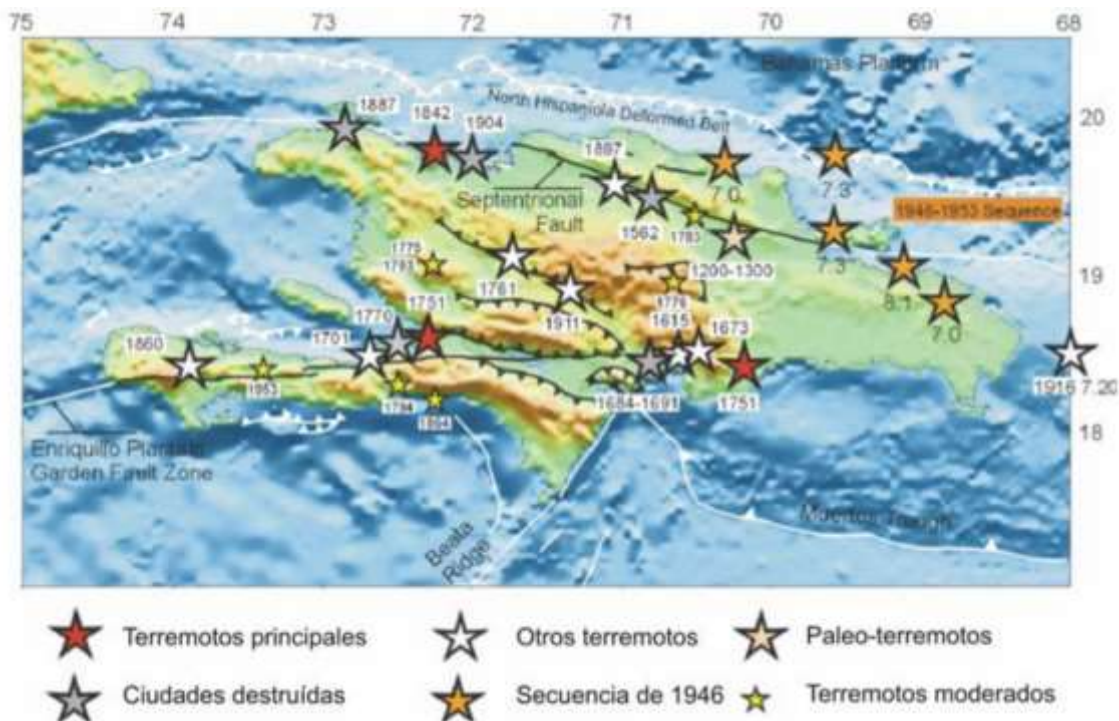 75 74 73 72 71 70 69 68
Bahamas Platform
1887
1842
1904
North Hispaniola Deformed Belt
20
1887
7.0
7.3
Septentrional
Fault
1946-1953 Sequence
1562
1783
1200-1300
7.3
19
1775
1761
8.1
7.0
1751
1770
1701
1911
1776
1615
1673
1860
1953
1784
1684-1691
1751
1916 7.20
18
Enriquillo Plantain
Garden Fault Zone
Beata
Ridge
Muertos Trough
Terremotos principales
Otros terremotos
Paleo-terremotos
Ciudades destruídas
Secuencia de 1946
Terremotos moderados